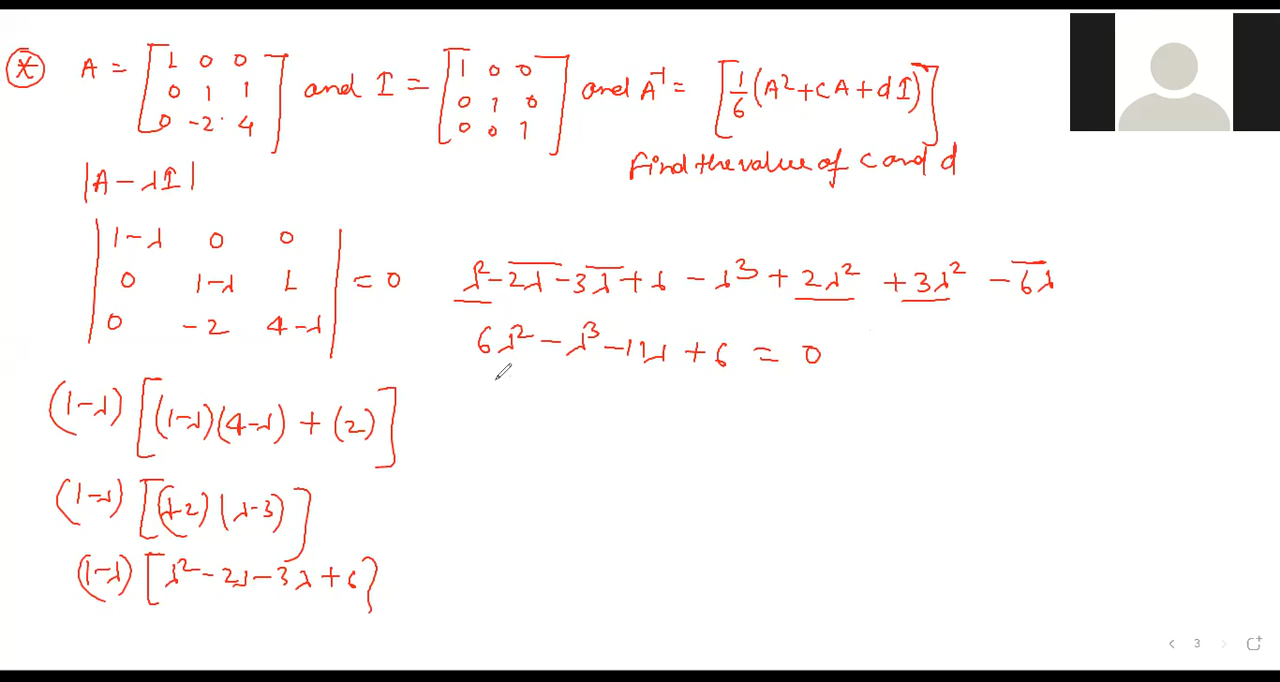 * A = [1 0 0; 0 1 1; 0 -2 4] and I = [1 0 0; 0 1 0; 0 0 1] and A⁻¹ = [1/6 (A² + cA + dI)]
Find the value of c and d
|A - λI|
|1-λ 0 0; 0 1-λ 1; 0 -2 4-λ| = 0
(1-λ) [(1-λ)(4-λ) + (2)]
(1-λ) [(λ-2)(λ-3)]
(1-λ) [λ² - 2λ - 3λ + 6}
λ² - 2λ - 3λ + 6 - λ³ + 2λ² + 3λ² - 6λ
6λ² - λ³ - 11λ + 6 = 0
< 3 >